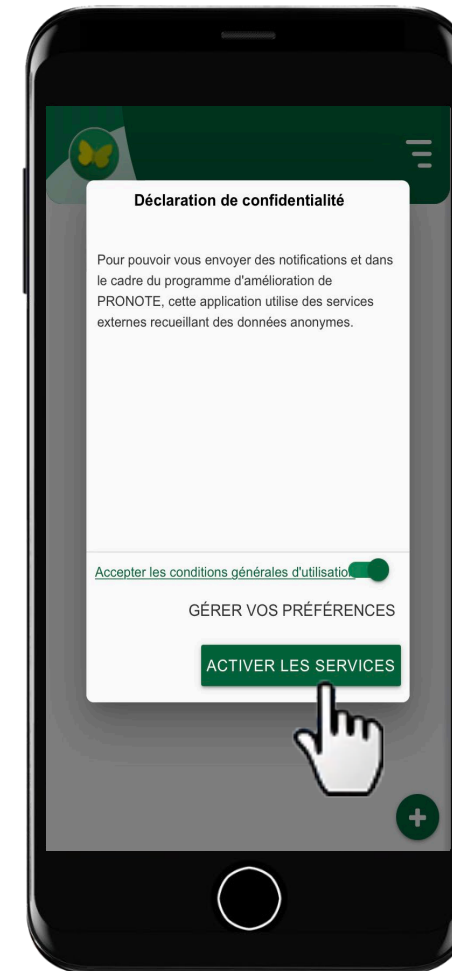 Déclaration de confidentialité
Pour pouvoir vous envoyer des notifications et dans
le cadre du programme d'amélioration de
PRONOTE, cette application utilise des services
externes recueillant des données anonymes.
Accepter les conditions générales d'utilisation
GÉRER VOS PRÉFÉRENCES
ACTIVER LES SERVICES